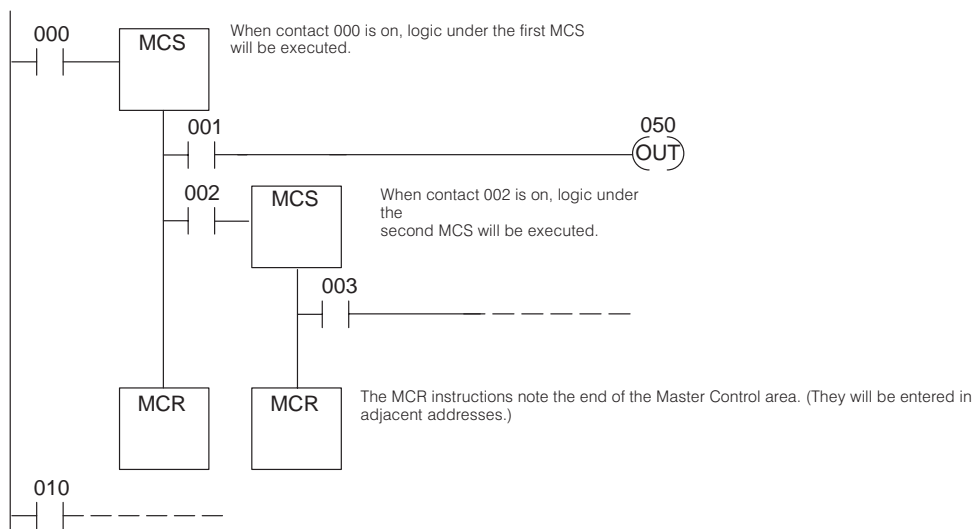 000
MCS
When contact 000 is on, logic under the first MCS
will be executed.
001
050
OUT
002
MCS
When contact 002 is on, logic under
the
second MCS will be executed.
003
MCR
MCR
The MCR instructions note the end of the Master Control area. (They will be entered in
adjacent addresses.)
010